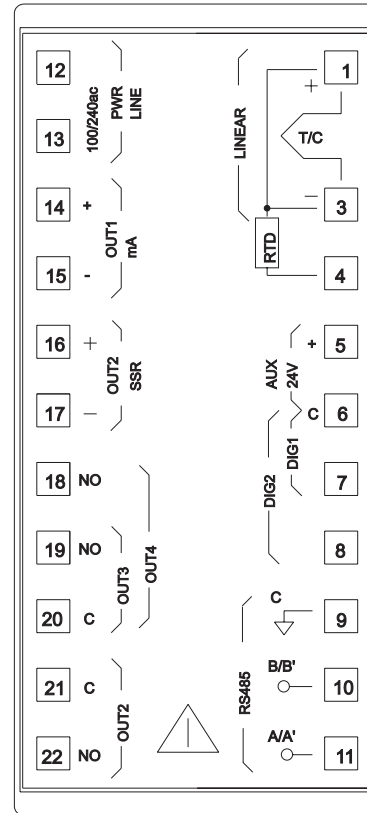 12
100/240ac
PWR
LINE
13
14 +
OUT1
mA
15 -
16 +
OUT2
SSR
17 −
18 NO
19 NO
OUT3
OUT4
20 C
21 C
OUT2
22 NO
LINEAR
+ 1
T/C
− 3
RTD
4
+ 5
AUX
24V
C 6
DIG1
7
DIG2
8
C
9
RS485
B/B'
10
A/A'
11